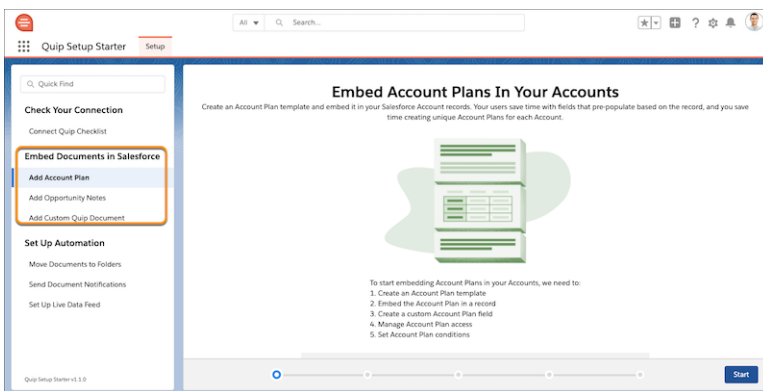 All
Search...
Quip Setup Starter
Setup
Quick Find
Check Your Connection
Connect Quip Checklist
Embed Documents in Salesforce
Add Account Plan
Add Opportunity Notes
Add Custom Quip Document
Set Up Automation
Move Documents to Folders
Send Document Notifications
Set Up Live Data Feed
Quip Setup Starter v1.1.0
Embed Account Plans In Your Accounts
Create an Account Plan template and embed it in your Salesforce Account records. Your users save time with fields that pre-populate based on the record, and you save
time creating unique Account Plans for each Account.
To start embedding Account Plans in your Accounts, we need to:
1. Create an Account Plan template
2. Embed the Account Plan in a record
3. Create a custom Account Plan field
4. Manage Account Plan access
5. Set Account Plan conditions
Start